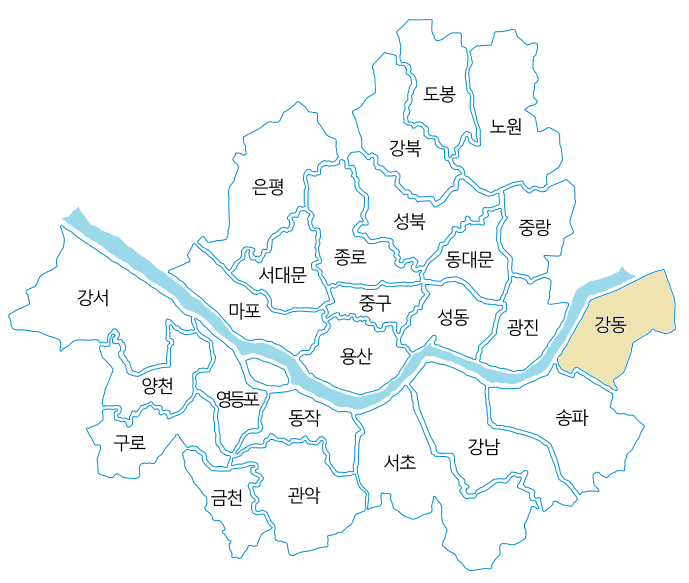 도봉
노원
강북
은평
성북
중랑
종로
동대문
서대문
강서
마포
중구
성동
광진
강동
용산
양천
영등포
동작
송파
구로
강남
서초
금천
관악